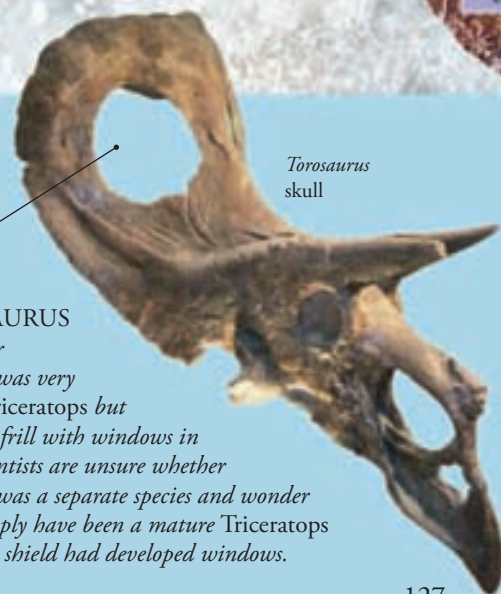 Torosaurus
skull
AURUS
was very
riceratops but
frill with windows in
ntists are unsure whether
was a separate species and wonder
ply have been a mature Triceratops
shield had developed windows.
127